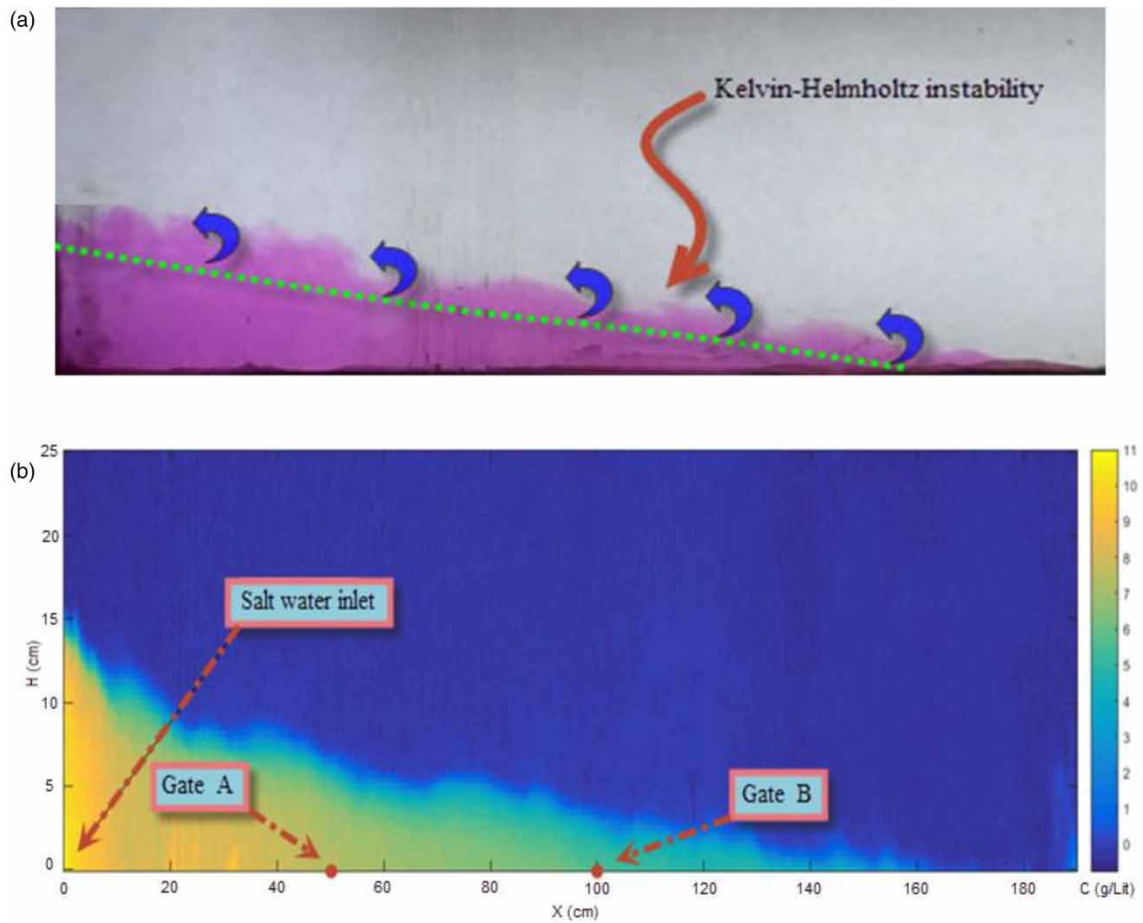 (a)
Kelvin-Helmholtz instability
(b)
25
20
15
10
5
0
H (cm)
Salt water inlet
Gate A
Gate B
0 20 40 60 80 100 120 140 160 180
X (cm)
11
10
9
8
7
6
5
4
3
2
1
0
C (g/Lit)